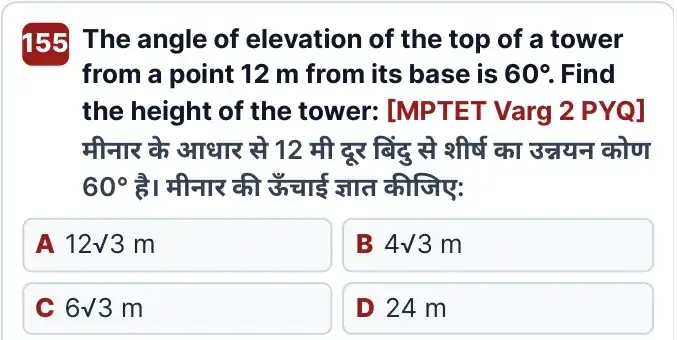 155 The angle of elevation of the top of a tower
from a point 12 m from its base is 60°. Find
the height of the tower: [MPTET Varg 2 PYQ]
मीनार के आधार से 12 मी दूर बिंदु से शीर्ष का उन्नयन कोण
60° है। मीनार की ऊँचाई ज्ञात कीजिए:
A 12√3 m B 4√3 m
C 6√3 m D 24 m